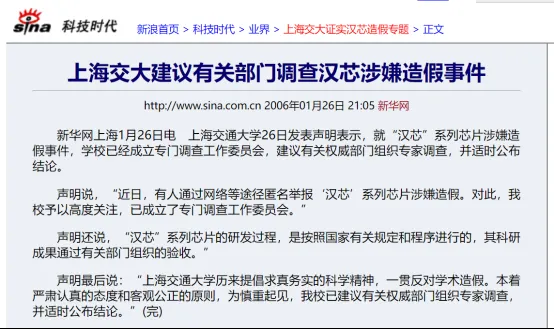 sina 科技时代
新浪首页 > 科技时代 > 业界 > 上海交大证实汉芯造假专题 > 正文
上海交大建议有关部门调查汉芯涉嫌造假事件
http://www.sina.com.cn 2006年01月26日 21:05 新华网
新华网上海1月26日电　上海交通大学26日发表声明表示，就“汉芯”系列芯片涉嫌造
假事件，学校已经成立专门调查工作委员会，建议有关权威部门组织专家调查，并适时公布
结论。
声明说，“近日，有人通过网络等途径匿名举报‘汉芯’系列芯片涉嫌造假。对此，我
校予以高度关注，已成立了专门调查工作委员会。”
声明还说，“汉芯”系列芯片的研发过程，是按照国家有关规定和程序进行的，其科研
成果通过有关部门组织的验收。”
声明最后说：“上海交通大学历来提倡求真务实的科学精神，一贯反对学术造假。本着
严肃认真的态度和客观公正的原则，为慎重起见，我校已建议有关权威部门组织专家调查，
并适时公布结论。”(完)